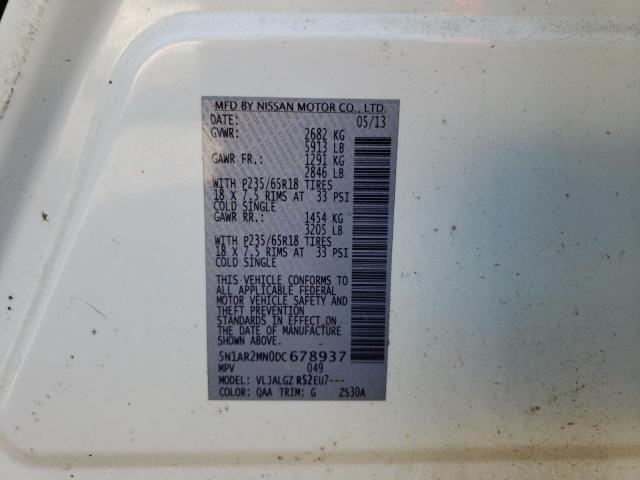 MFD BY NISSAN MOTOR CO., LTD.
DATE: 05/13
GVWR: 2682 KG
5913 LB
GAWR FR.: 1291 KG
2846 LB
WITH P235/65R18 TIRES
18 X 7.5 RIMS AT 33 PSI
COLD SINGLE
GAWR RR.: 1454 KG
3205 LB
WITH P235/65R18 TIRES
18 X 7.5 RIMS AT 33 PSI
COLD SINGLE
THIS VEHICLE CONFORMS TO
ALL APPLICABLE FEDERAL
MOTOR VEHICLE SAFETY AND
THEFT PREVENTION
STANDARDS IN EFFECT ON
THE DATE OF MANUFACTURE
SHOWN ABOVE.
5N1AR2MN0DC678937
MPV 049
MODEL: VLJALGZ R52EU7---
COLOR: QAA TRIM: G ZS30A